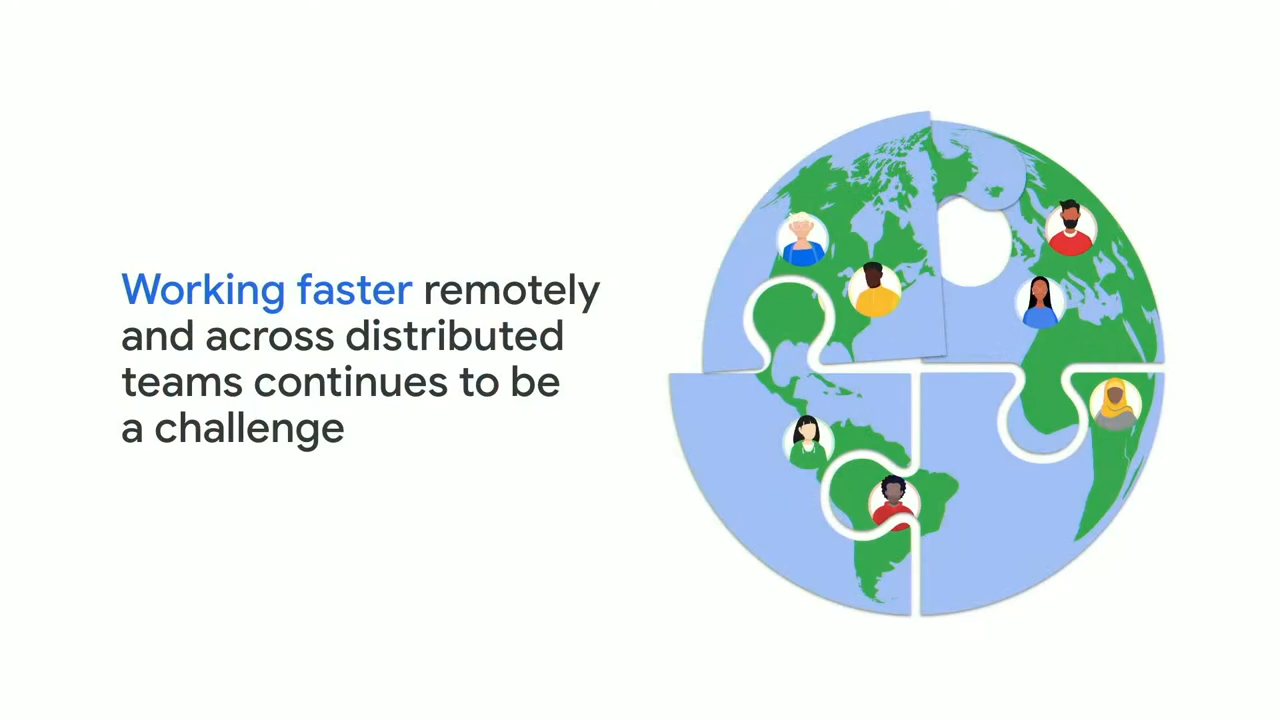 Working faster remotely
and across distributed
teams continues to be
a challenge